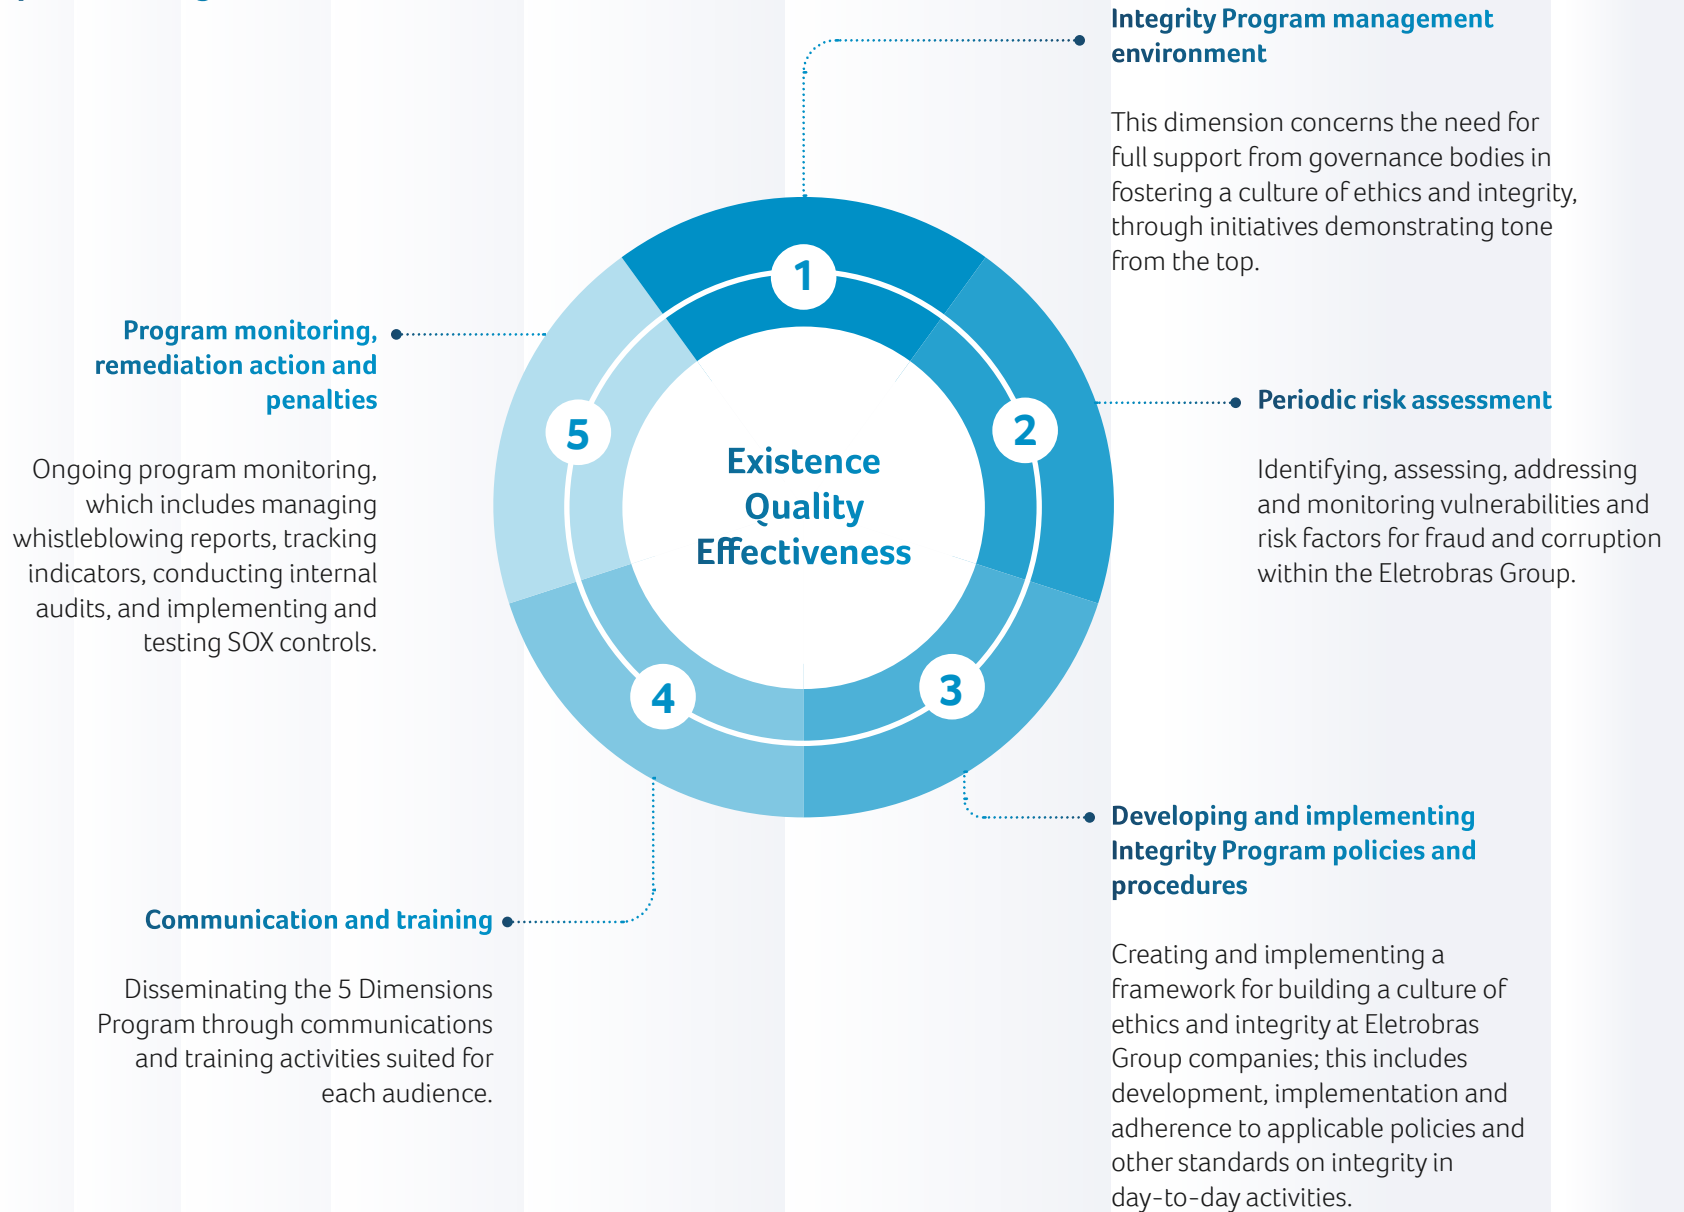 Integrity Program management
environment
This dimension concerns the need for
full support from governance bodies in
fostering a culture of ethics and integrity,
through initiatives demonstrating tone
from the top.
1
Periodic risk assessment
Identifying, assessing, addressing
and monitoring vulnerabilities and
risk factors for fraud and corruption
within the Eletrobras Group.
2
Developing and implementing
Integrity Program policies and
procedures
Creating and implementing a
framework for building a culture of
ethics and integrity at Eletrobras
Group companies; this includes
development, implementation and
adherence to applicable policies and
other standards on integrity in
day-to-day activities.
3
Communication and training
Disseminating the 5 Dimensions
Program through communications
and training activities suited for
each audience.
4
Program monitoring,
remediation action and
penalties
Ongoing program monitoring,
which includes managing
whistleblowing reports, tracking
indicators, conducting internal
audits, and implementing and
testing SOX controls.
5
Existence
Quality
Effectiveness